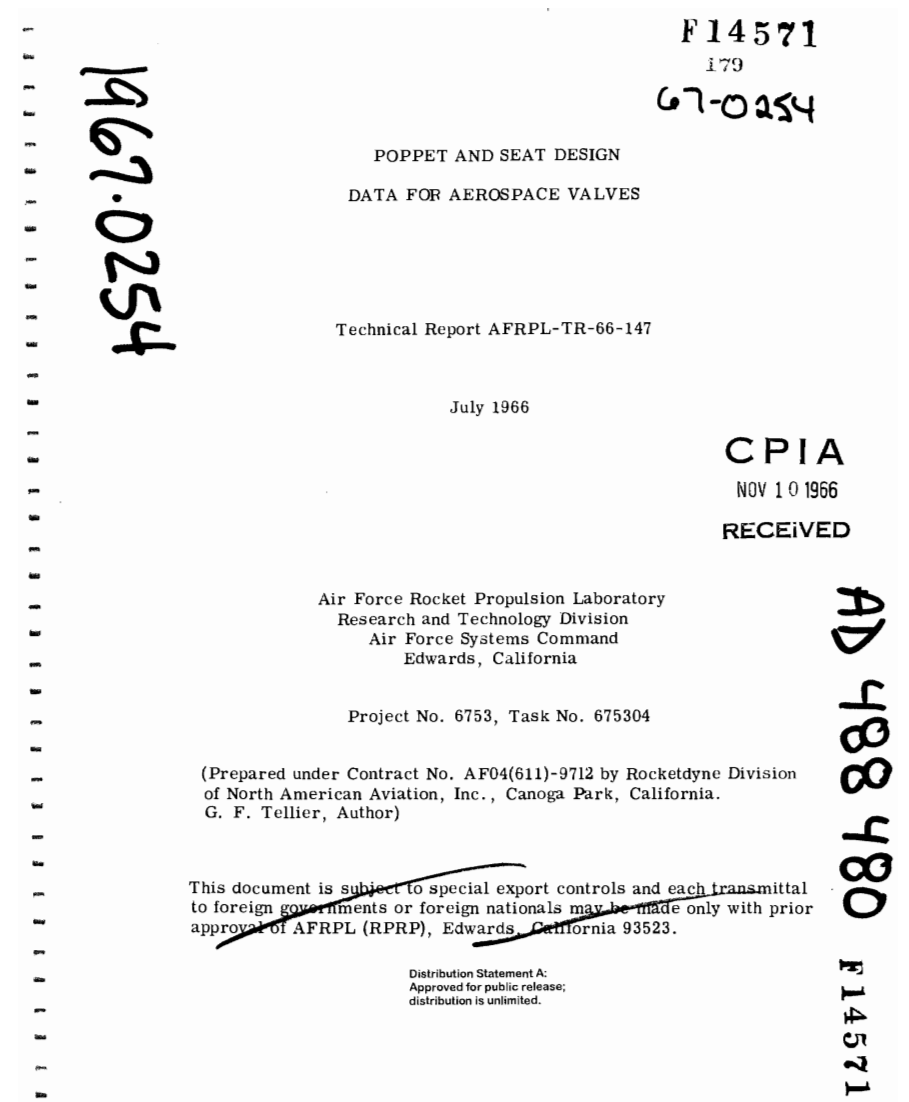 F14571
179
67-0254
1967-0254
POPPET AND SEAT DESIGN
DATA FOR AEROSPACE VALVES
Technical Report AFRPL-TR-66-147
July 1966
CPIA
NOV 10 1966
RECEiVED
Air Force Rocket Propulsion Laboratory
Research and Technology Division
Air Force Systems Command
Edwards, California
AD 488 480
Project No. 6753, Task No. 675304
(Prepared under Contract No. AF04(611)-9712 by Rocketdyne Division
of North American Aviation, Inc., Canoga Park, California.
G. F. Tellier, Author)
This document is subject to special export controls and each transmittal
to foreign governments or foreign nationals may be made only with prior
approval of AFRPL (RPRP), Edwards, California 93523.
Distribution Statement A:
Approved for public release;
distribution is unlimited.
F14571